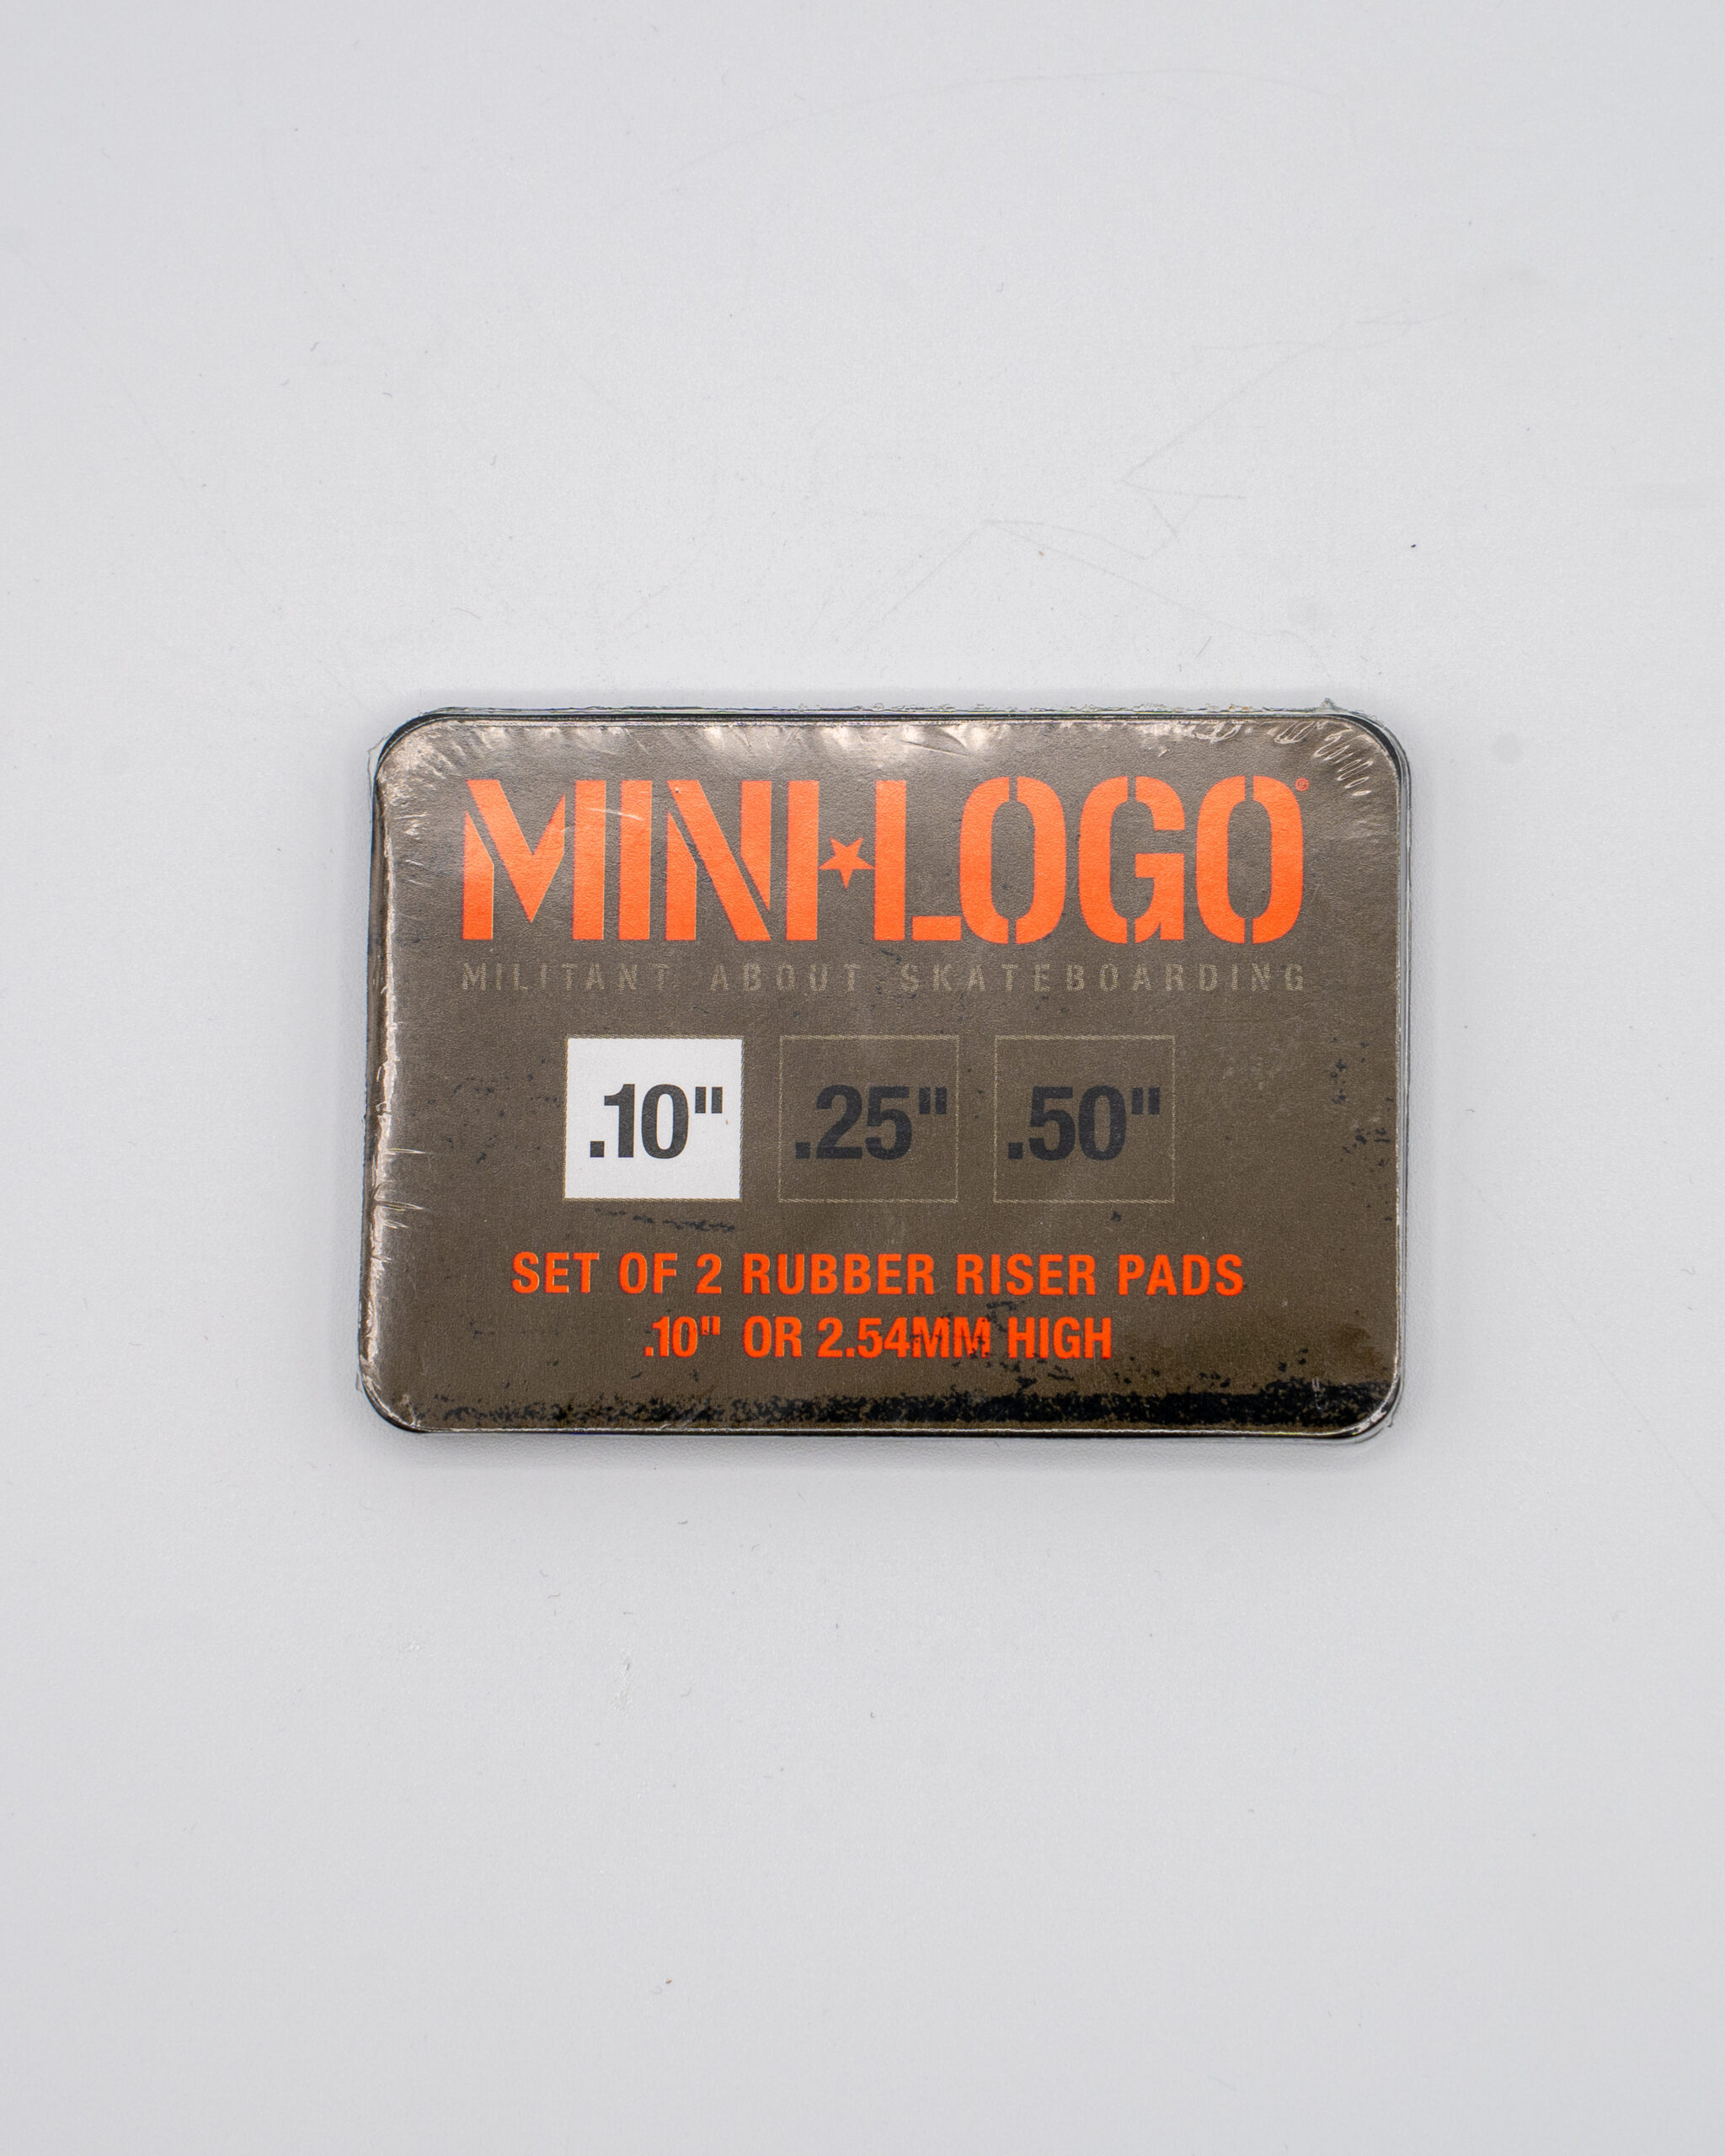 MINI★LOGO®
MILITANT ABOUT SKATEBOARDING
.10" .25" .50"
SET OF 2 RUBBER RISER PADS
.10" OR 2.54MM HIGH